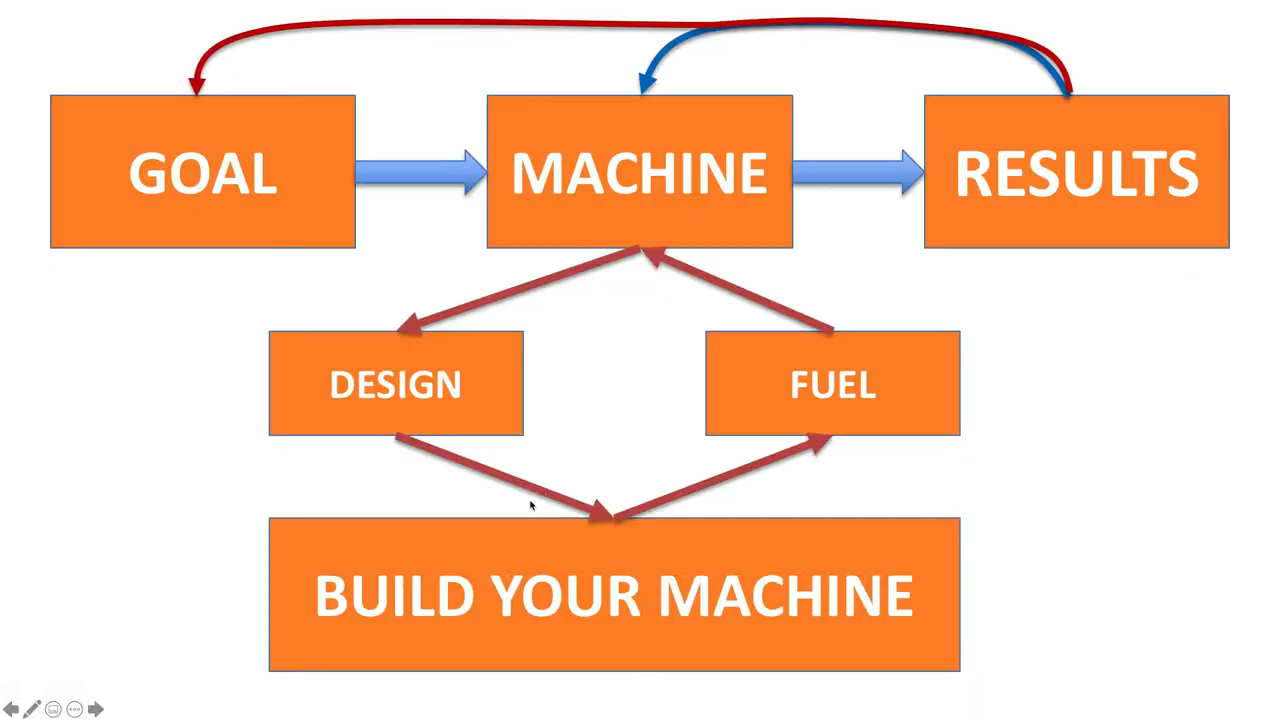 GOAL
MACHINE
RESULTS
DESIGN
FUEL
BUILD YOUR MACHINE